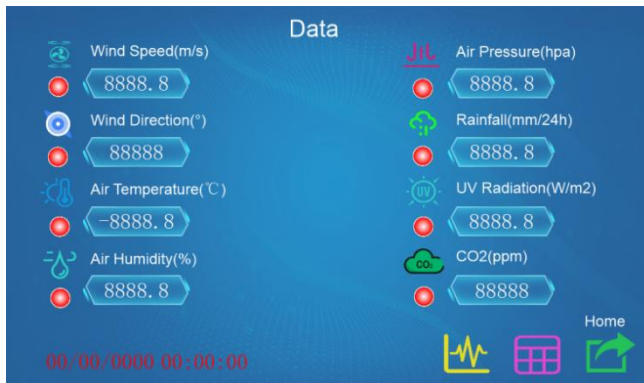 Data
Wind Speed(m/s)
8888.8
Wind Direction(°)
88888
Air Temperature(℃)
-8888.8
Air Humidity(%)
8888.8
Air Pressure(hpa)
8888.8
Rainfall(mm/24h)
8888.8
UV
UV Radiation(W/m2)
8888.8
CO₂
CO2(ppm)
88888
00/00/0000 00:00:00
Home